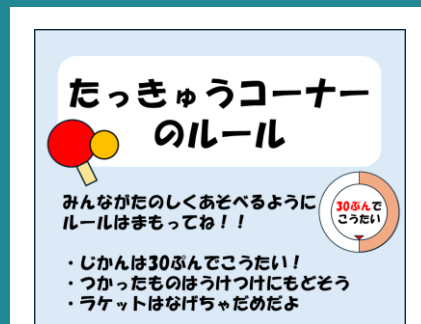 たっきゅうコーナー
のルール
みんながたのしくあそべるように
ルールはまもってね！！
30ぷんで
こうたい
・じかんは30ぷんでこうたい！
・つかったものはうけつけにもどそう
・ラケットはなげちゃだめだよ